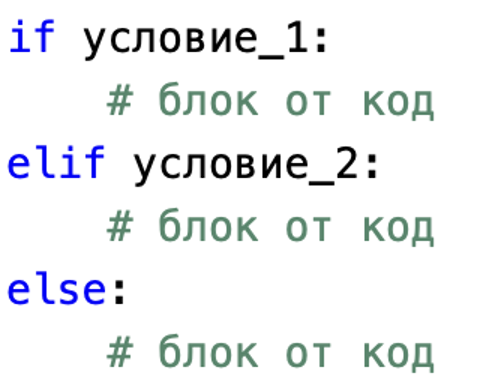 if условие_1:
    # блок от код
elif условие_2:
    # блок от код
else:
    # блок от код